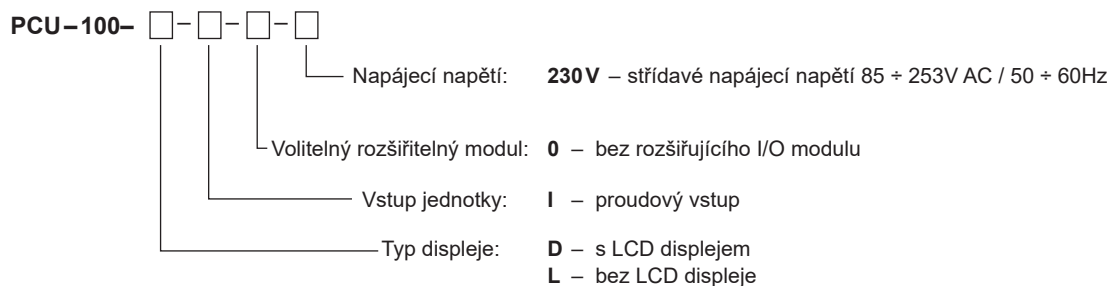 PCU–100– □–□–□–□
Napájecí napětí: 230V – střídavé napájecí napětí 85 ÷ 253V AC / 50 ÷ 60Hz
Volitelný rozšiřitelný modul: 0 – bez rozšiřujícího I/O modulu
Vstup jednotky: I – proudový vstup
Typ displeje: D – s LCD displejem
L – bez LCD displeje